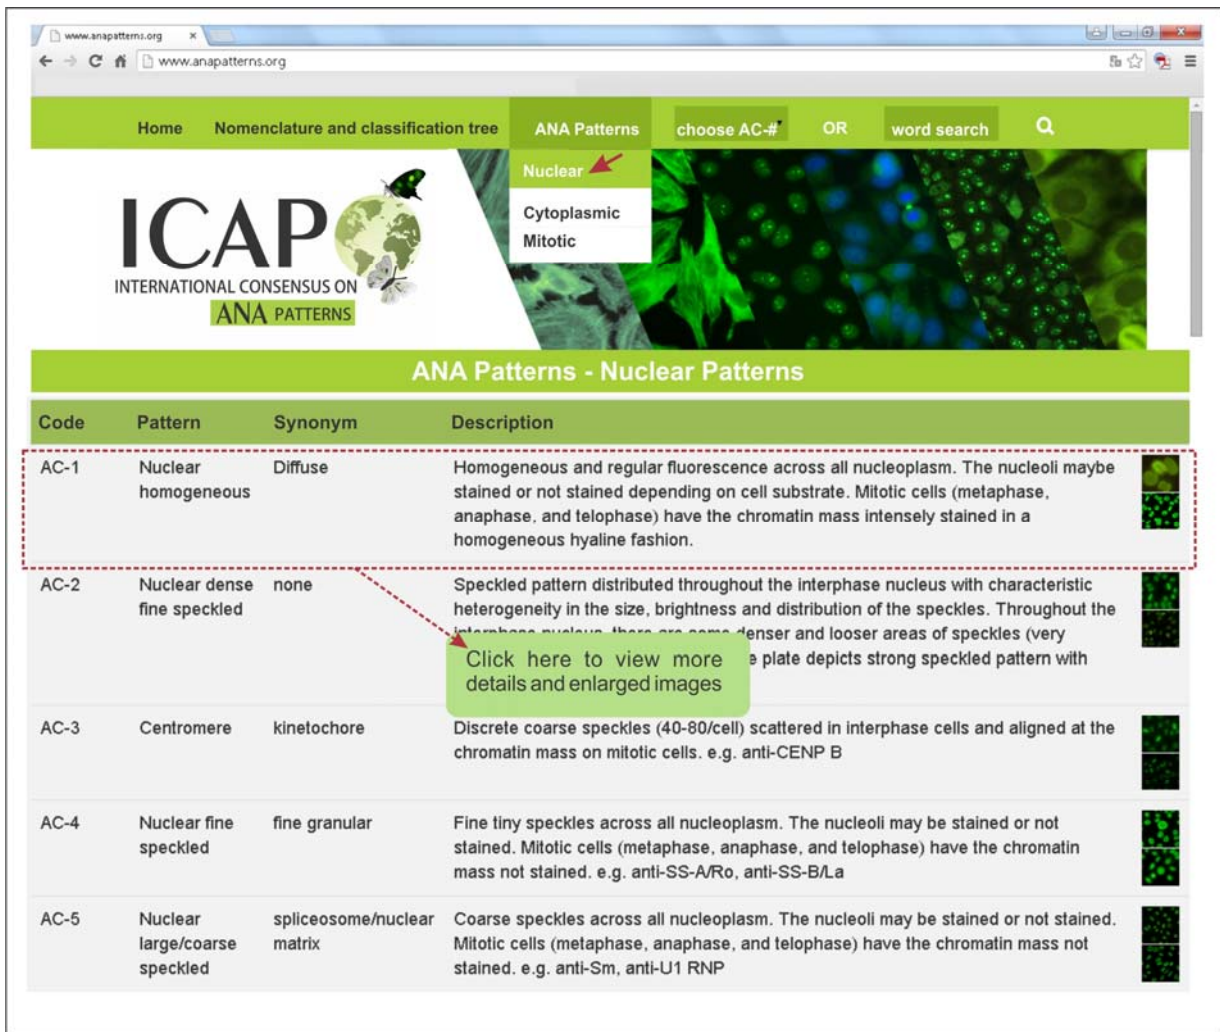 www.anapatterns.org
www.anapatterns.org
Home Nomenclature and classification tree ANA Patterns choose AC-# OR word search
Nuclear
Cytoplasmic
Mitotic
ICAP
INTERNATIONAL CONSENSUS ON
ANA PATTERNS
ANA Patterns - Nuclear Patterns
Code Pattern Synonym Description
AC-1 Nuclear homogeneous Diffuse Homogeneous and regular fluorescence across all nucleoplasm. The nucleoli maybe
stained or not stained depending on cell substrate. Mitotic cells (metaphase,
anaphase, and telophase) have the chromatin mass intensely stained in a
homogeneous hyaline fashion.
AC-2 Nuclear dense fine speckled none Speckled pattern distributed throughout the interphase nucleus with characteristic
heterogeneity in the size, brightness and distribution of the speckles. Throughout the
interphase nucleus, there are some denser and looser areas of speckles (very
plate depicts strong speckled pattern with
Click here to view more
details and enlarged images
AC-3 Centromere kinetochore Discrete coarse speckles (40-80/cell) scattered in interphase cells and aligned at the
chromatin mass on mitotic cells. e.g. anti-CENP B
AC-4 Nuclear fine speckled fine granular Fine tiny speckles across all nucleoplasm. The nucleoli may be stained or not
stained. Mitotic cells (metaphase, anaphase, and telophase) have the chromatin
mass not stained. e.g. anti-SS-A/Ro, anti-SS-B/La
AC-5 Nuclear large/coarse speckled spliceosome/nuclear matrix Coarse speckles across all nucleoplasm. The nucleoli may be stained or not stained.
Mitotic cells (metaphase, anaphase, and telophase) have the chromatin mass not
stained. e.g. anti-Sm, anti-U1 RNP